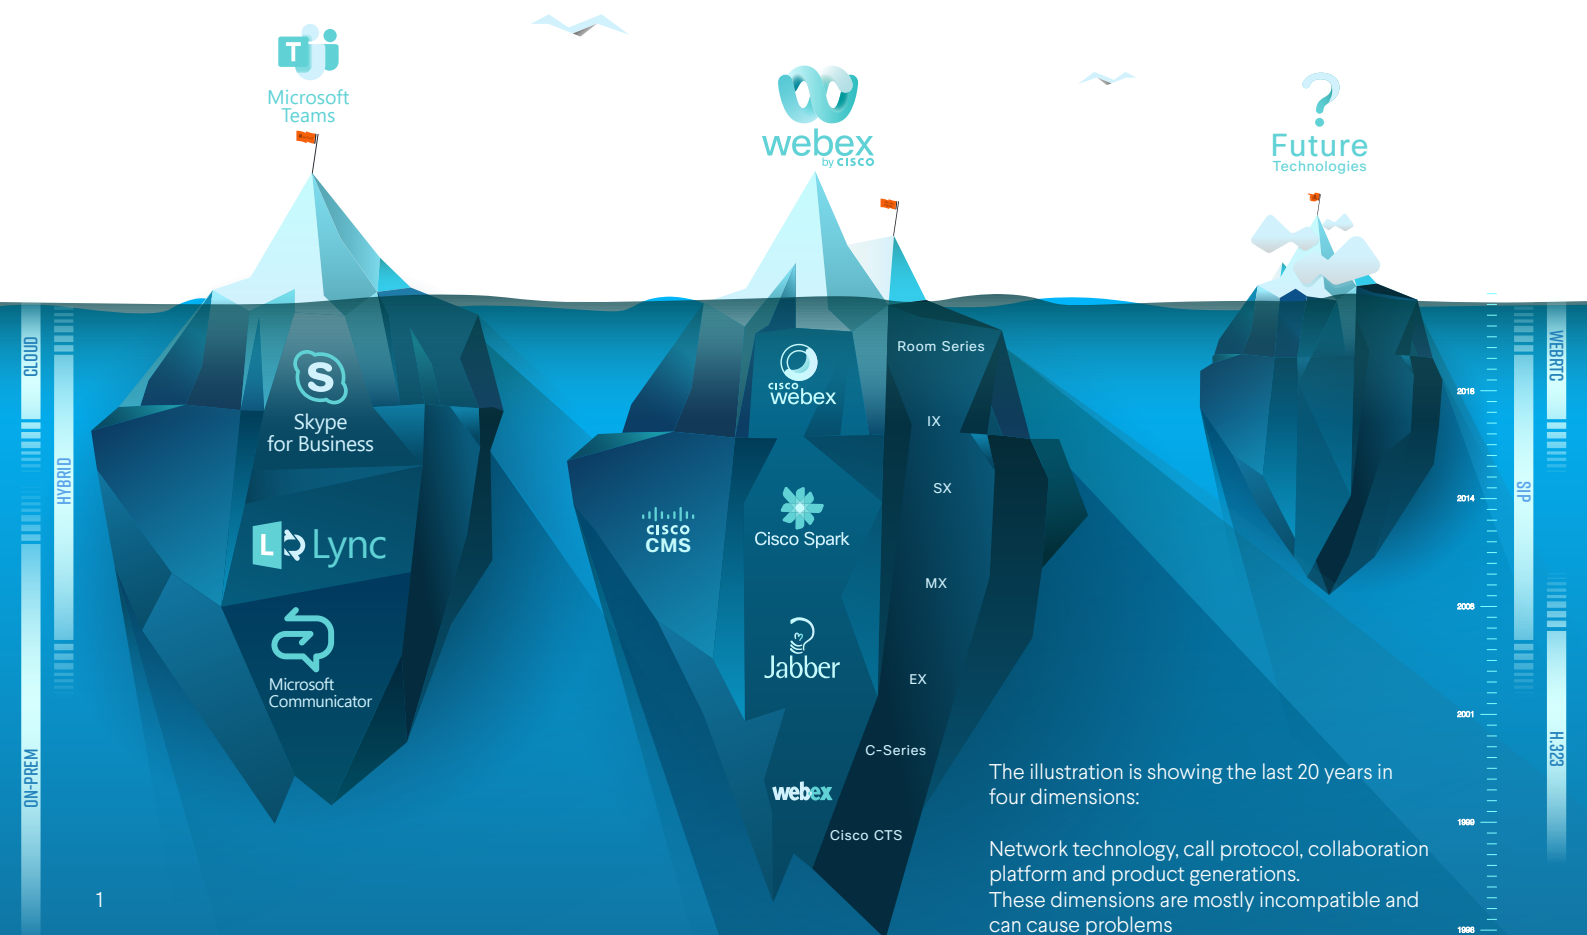 T
Microsoft
Teams
webex
by CISCO
?
Future
Technologies
CLOUD
HYBRID
ON-PREM
S
Skype
for Business
L Lync
Microsoft
Communicator
CISCO
webex
CISCO
CMS
Cisco Spark
Jabber
webex
Room Series
IX
SX
MX
EX
C-Series
Cisco CTS
WEBRTC
SIP
H.323
2016
2014
2001
1999
The illustration is showing the last 20 years in
four dimensions:
Network technology, call protocol, collaboration
platform and product generations.
These dimensions are mostly incompatible and
can cause problems
1